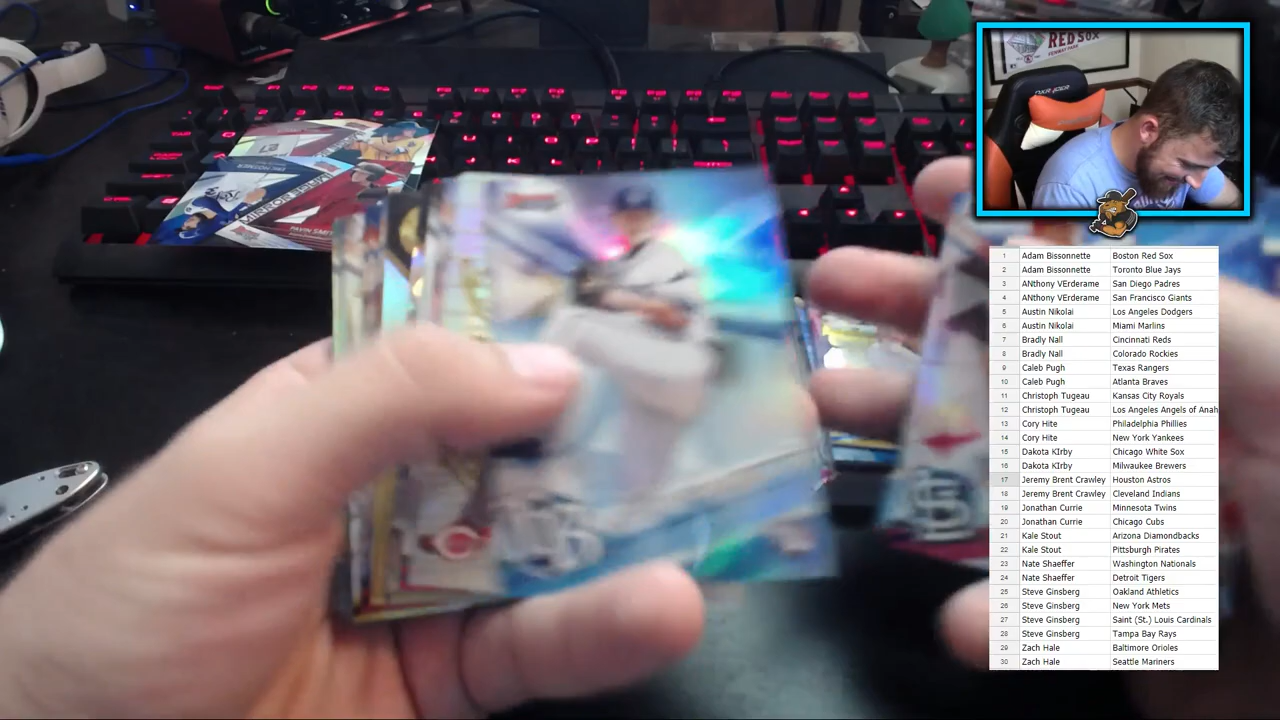 RED SOX
FENWAY PARK
DXRACER
MIRROR
1 Adam Bissonnette Boston Red Sox
2 Adam Bissonnette Toronto Blue Jays
3 ANthony VErderame San Diego Padres
4 ANthony VErderame San Francisco Giants
5 Austin Nikolai Los Angeles Dodgers
6 Austin Nikolai Miami Marlins
7 Bradly Nall Cincinnati Reds
8 Bradly Nall Colorado Rockies
9 Caleb Pugh Texas Rangers
10 Caleb Pugh Atlanta Braves
11 Christoph Tugeau Kansas City Royals
12 Christoph Tugeau Los Angeles Angels of Anah
13 Cory Hite Philadelphia Phillies
14 Cory Hite New York Yankees
15 Dakota KIrby Chicago White Sox
16 Dakota KIrby Milwaukee Brewers
17 Jeremy Brent Crawley Houston Astros
18 Jeremy Brent Crawley Cleveland Indians
19 Jonathan Currie Minnesota Twins
20 Jonathan Currie Chicago Cubs
21 Kale Stout Arizona Diamondbacks
22 Kale Stout Pittsburgh Pirates
23 Nate Shaeffer Washington Nationals
24 Nate Shaeffer Detroit Tigers
25 Steve Ginsberg Oakland Athletics
26 Steve Ginsberg New York Mets
27 Steve Ginsberg Saint (St.) Louis Cardinals
28 Steve Ginsberg Tampa Bay Rays
29 Zach Hale Baltimore Orioles
30 Zach Hale Seattle Mariners